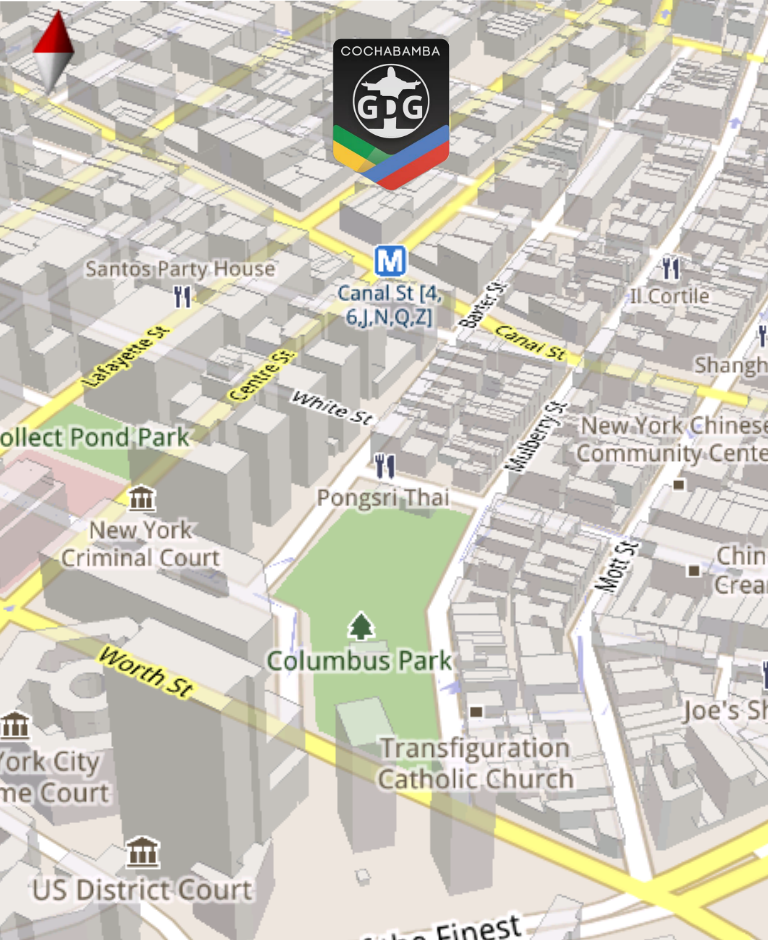 COCHABAMBA
GDG
Santos Party House
M
Canal St [4,
6,J,N,Q,Z]
Baxter St
Il Cortile
Canal St
Lafayette St
Centre St
Shangh
White St
Mulberry St
ollect Pond Park
New York Chinese
Community Cente
Pongsri Thai
New York
Criminal Court
Mott St
Chin
Crea
Columbus Park
Worth St
Joe's Sh
York City
me Court
Transfiguration
Catholic Church
US District Court
the Finest